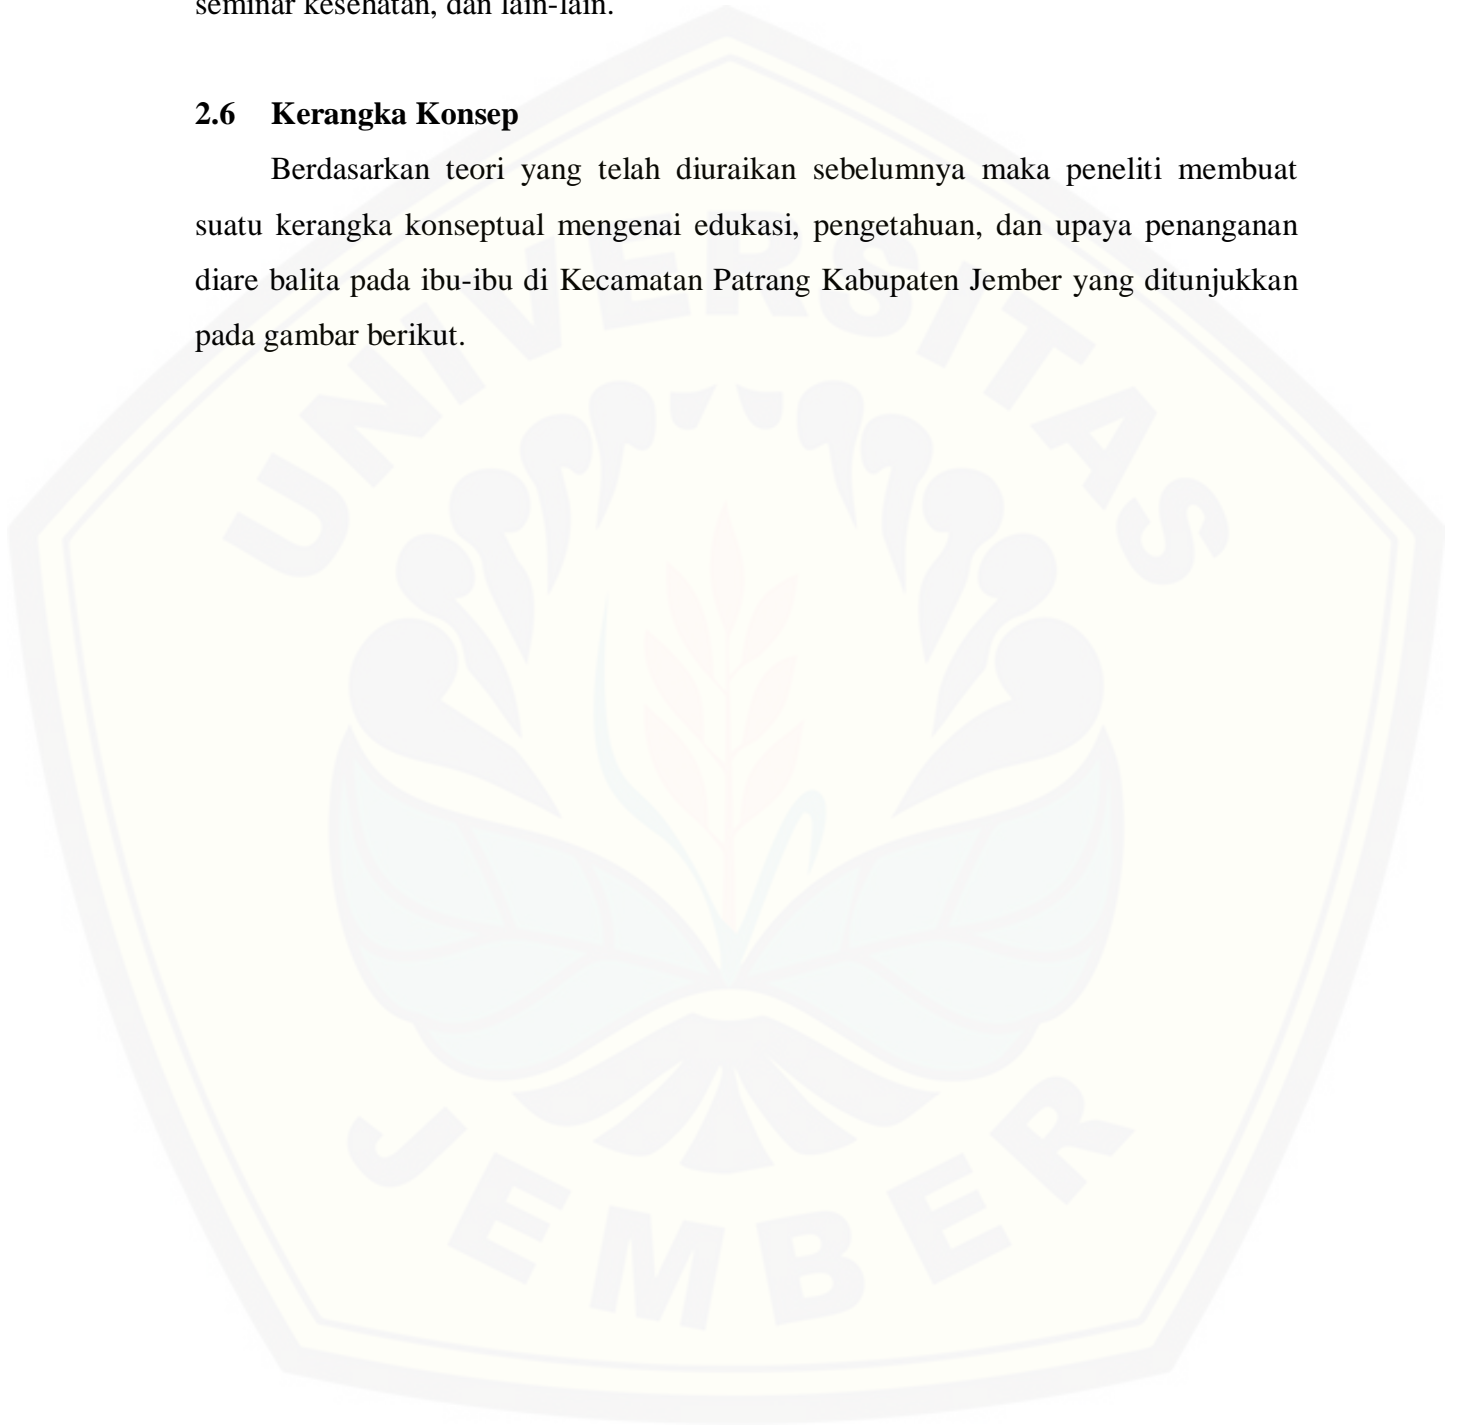 seminar kesehatan, dan lain-lain.
2.6 Kerangka Konsep
Berdasarkan teori yang telah diuraikan sebelumnya maka peneliti membuat
suatu kerangka konseptual mengenai edukasi, pengetahuan, dan upaya penanganan
diare balita pada ibu-ibu di Kecamatan Patrang Kabupaten Jember yang ditunjukkan
pada gambar berikut.
UNIVERSITAS
JEMBER